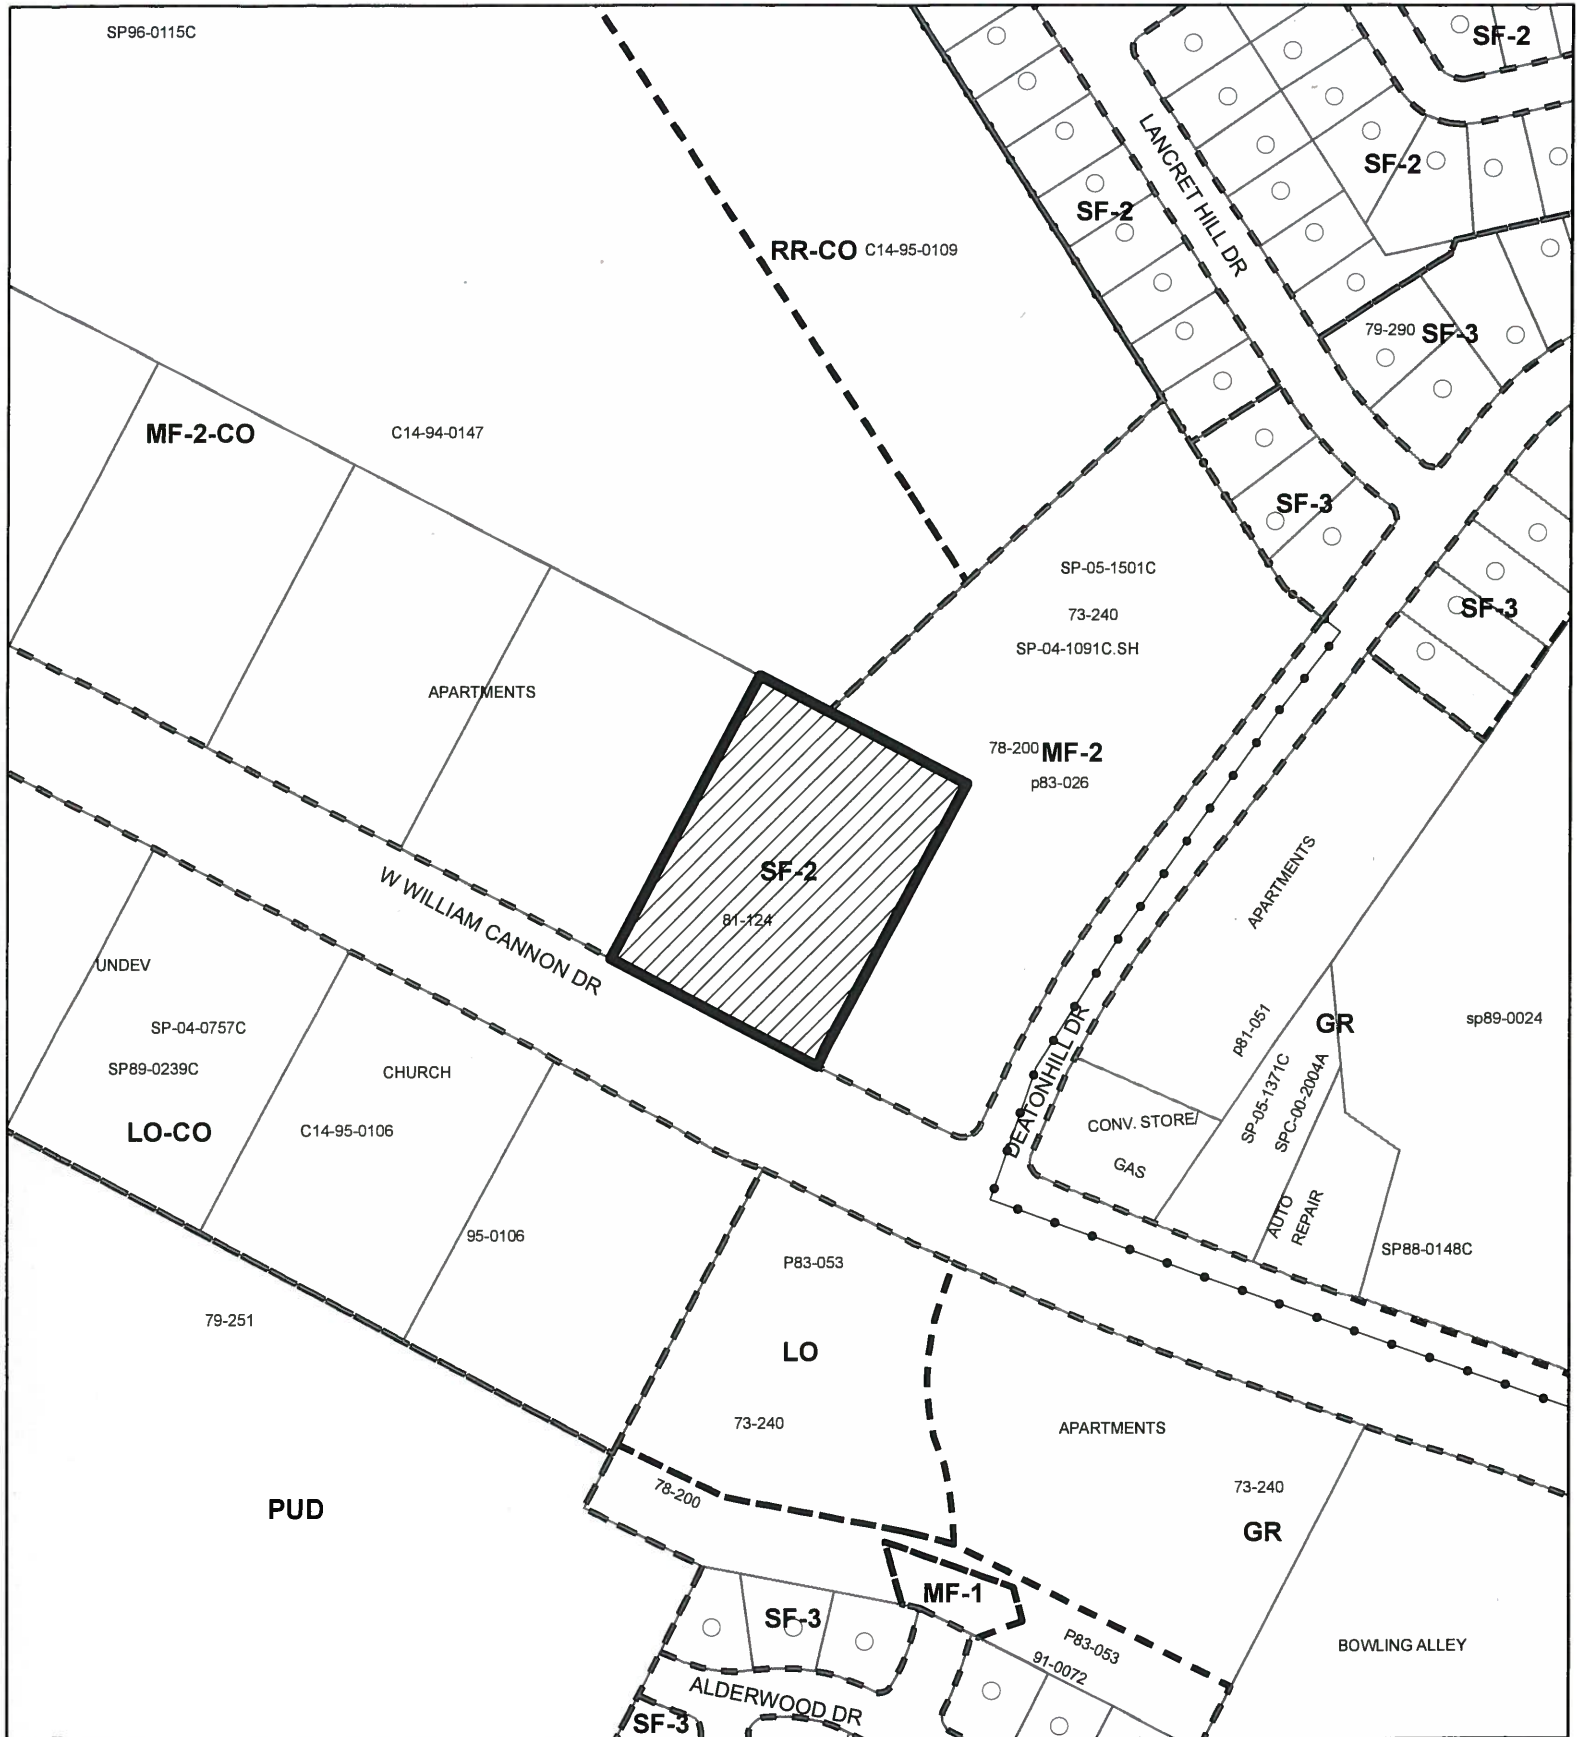 SP96-0115C
SF-2
LANCRET HILL DR
SF-2
SF-2
RR-CO C14-95-0109
79-290 SF-3
MF-2-CO
C14-94-0147
SF-3
SP-05-1501C
73-240
SP-04-1091C.SH
SF-3
APARTMENTS
78-200 MF-2
p83-026
SF-2
81-124
APARTMENTS
W WILLIAM CANNON DR
UNDEV
SP-04-0757C
SP89-0239C
CHURCH
LO-CO
C14-95-0106
DEATONHILL DR
p81-051
GR
sp89-0024
SP-05-1371C
SPC-00-2004A
CONV. STORE/
GAS
AUTO
REPAIR
95-0106
SP88-0148C
P83-053
79-251
LO
73-240
APARTMENTS
78-200
73-240
PUD
GR
MF-1
SF-3
P83-053
91-0072
BOWLING ALLEY
ALDERWOOD DR
SF-3